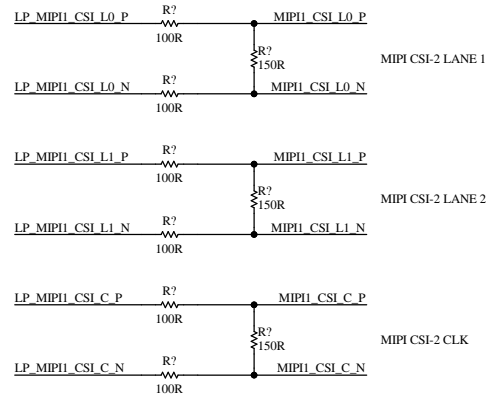 LP_MIPI1_CSI_L0_P R? MIPI1_CSI_L0_P
100R
R?
150R
MIPI CSI-2 LANE 1
LP_MIPI1_CSI_L0_N R? MIPI1_CSI_L0_N
100R
LP_MIPI1_CSI_L1_P R? MIPI1_CSI_L1_P
100R
R?
150R
MIPI CSI-2 LANE 2
LP_MIPI1_CSI_L1_N R? MIPI1_CSI_L1_N
100R
LP_MIPI1_CSI_C_P R? MIPI1_CSI_C_P
100R
R?
150R
MIPI CSI-2 CLK
LP_MIPI1_CSI_C_N R? MIPI1_CSI_C_N
100R